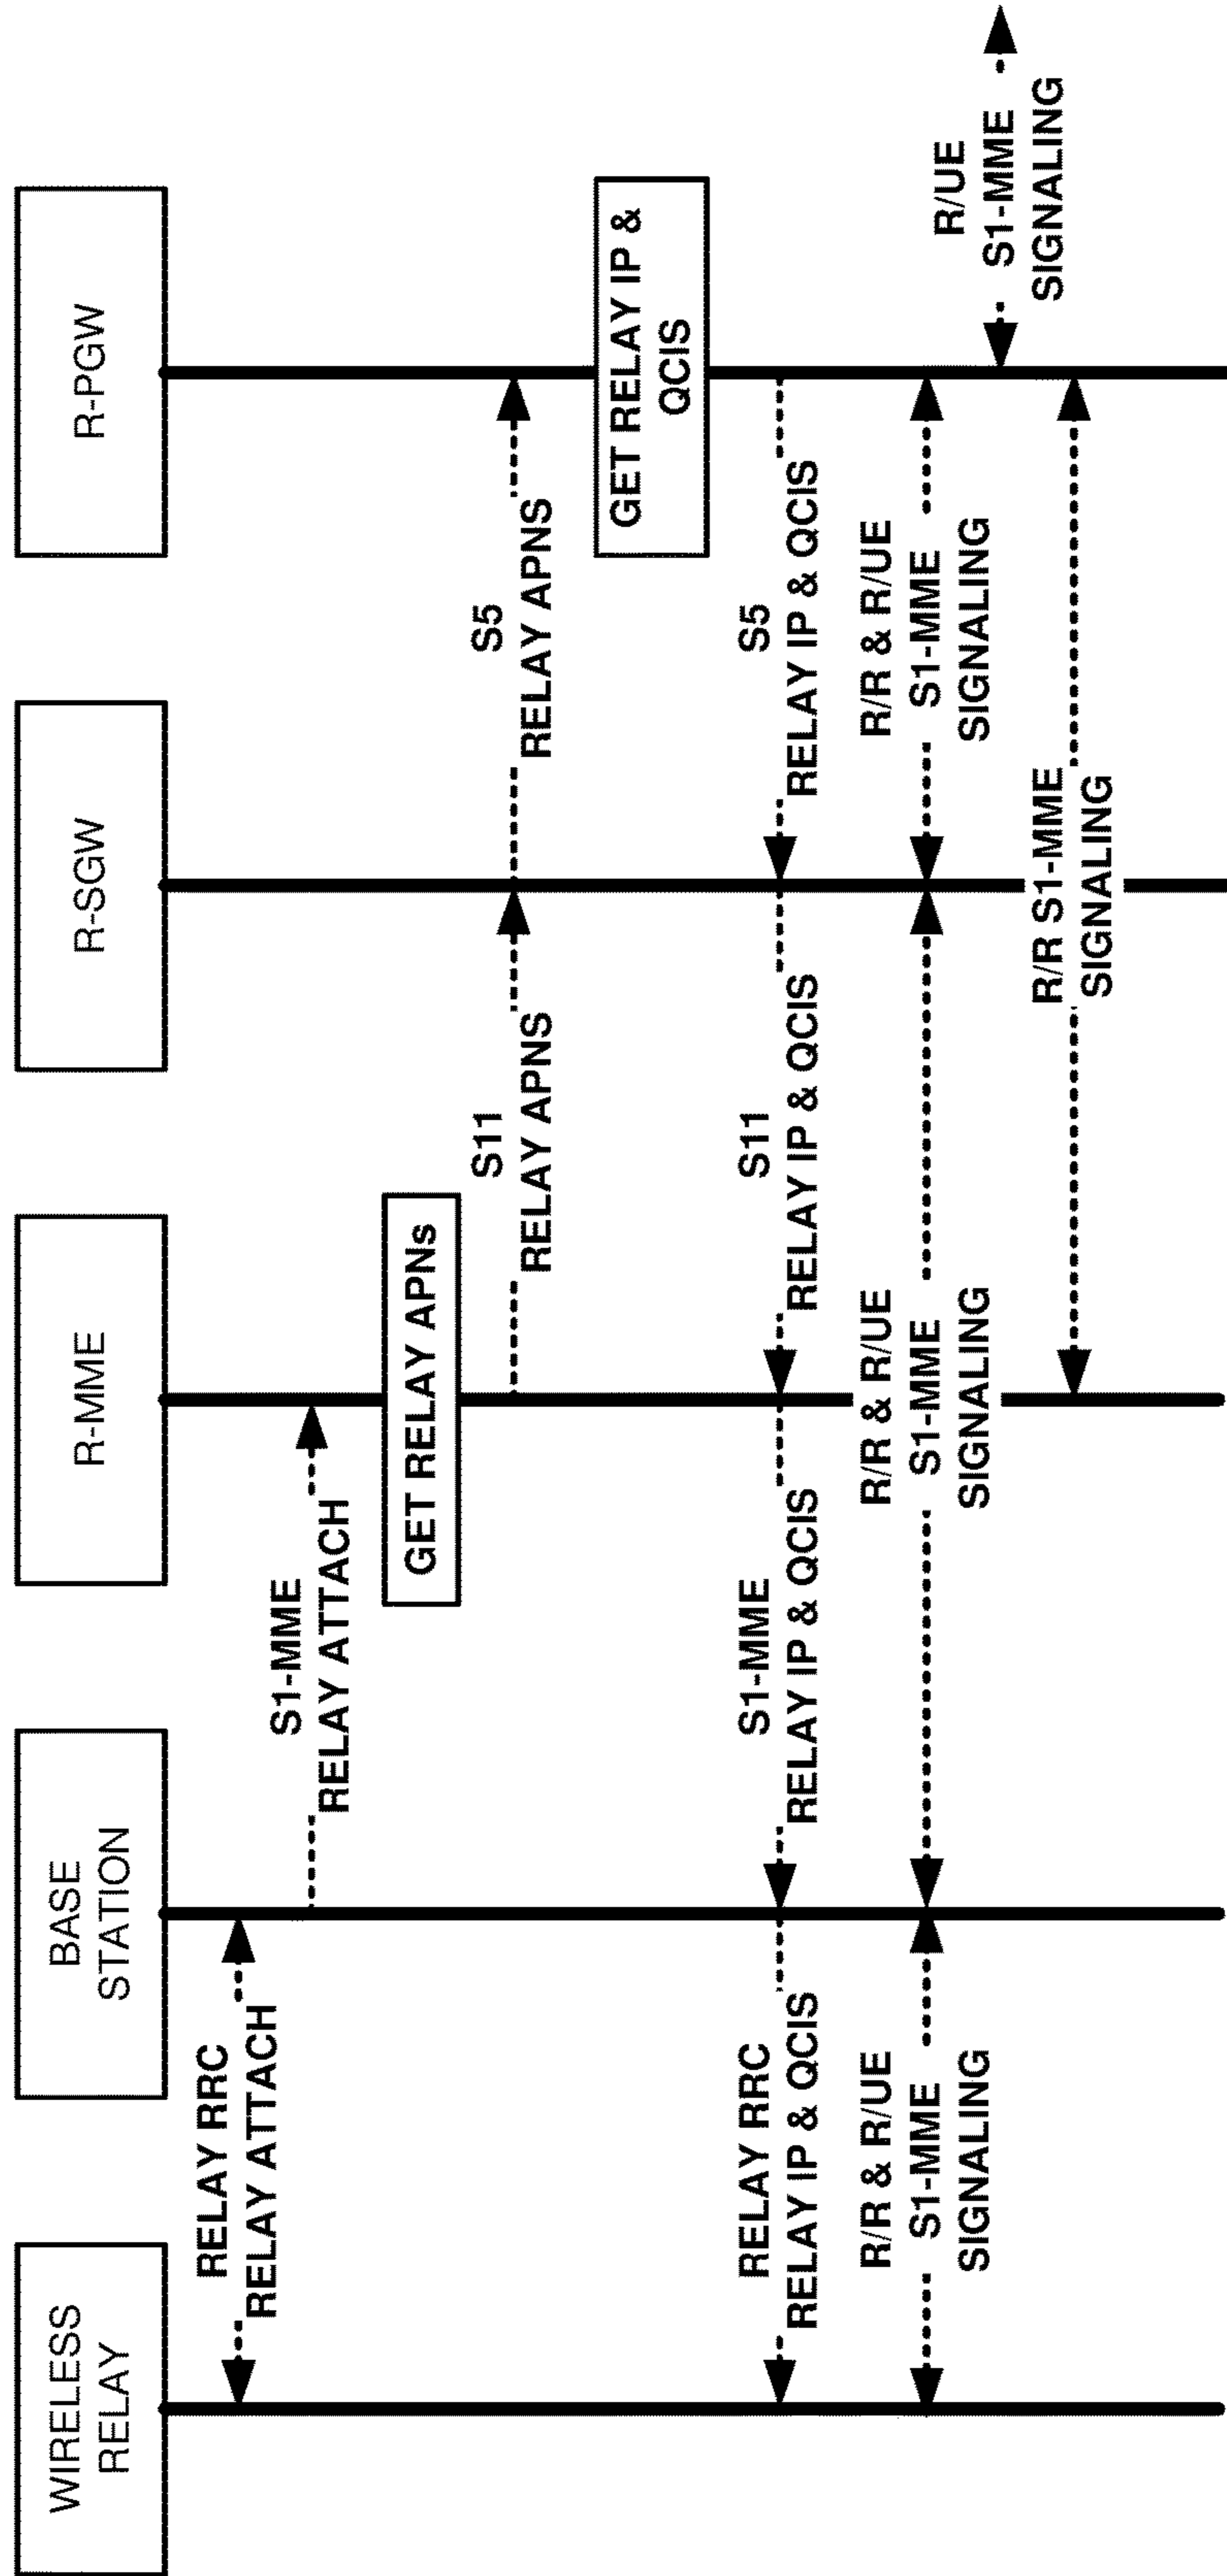 WIRELESS
RELAY
BASE
STATION
R-MME
R-SGW
R-PGW
RELAY RRC
RELAY ATTACH
S1-MME
RELAY ATTACH
GET RELAY APNs
S11
RELAY APNS
S5
RELAY APNS
GET RELAY IP &
QCIS
RELAY RRC
RELAY IP & QCIS
S1-MME
RELAY IP & QCIS
S11
RELAY IP & QCIS
S5
RELAY IP & QCIS
R/R & R/UE
S1-MME
SIGNALING
R/R & R/UE
S1-MME
SIGNALING
R/R & R/UE
S1-MME
SIGNALING
R/UE
S1-MME
SIGNALING
R/R S1-MME
SIGNALING